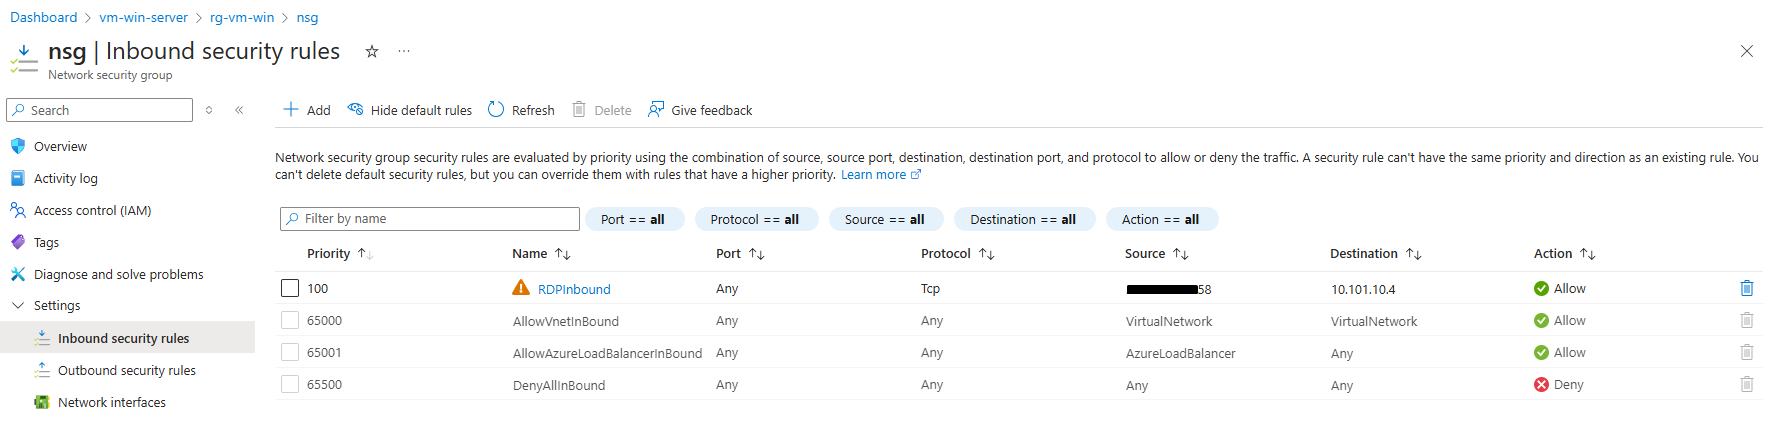 Dashboard > vm-win-server > rg-vm-win > nsg
nsg | Inbound security rules
Network security group
Search
Add Hide default rules Refresh Delete Give feedback
Overview
Activity log
Access control (IAM)
Tags
Diagnose and solve problems
Settings
Inbound security rules
Outbound security rules
Network interfaces
Network security group security rules are evaluated by priority using the combination of source, source port, destination, destination port, and protocol to allow or deny the traffic. A security rule can't have the same priority and direction as an existing rule. You
can't delete default security rules, but you can override them with rules that have a higher priority. Learn more
Filter by name Port == all Protocol == all Source == all Destination == all Action == all
Priority Name Port Protocol Source Destination Action
100 RDPInbound Any Tcp 58 10.101.10.4 Allow
65000 AllowVnetInBound Any Any VirtualNetwork VirtualNetwork Allow
65001 AllowAzureLoadBalancerInBound Any Any AzureLoadBalancer Any Allow
65500 DenyAllInBound Any Any Any Any Deny